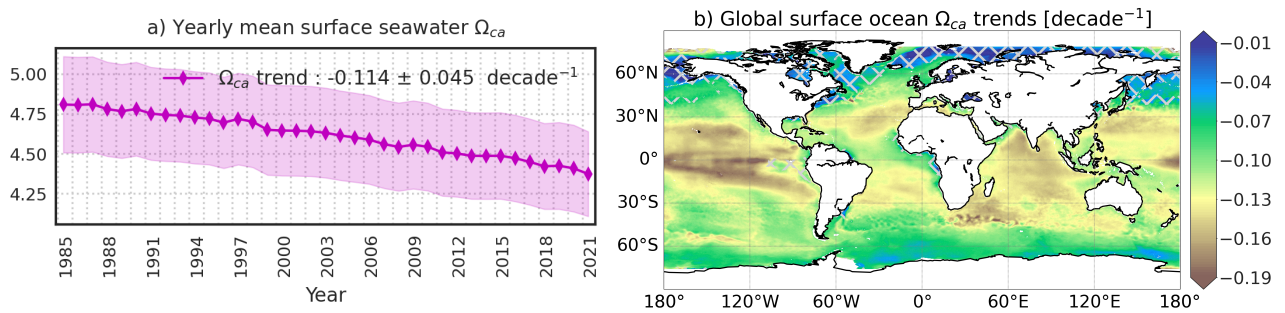 a) Yearly mean surface seawater Ω_ca
5.00
4.75
4.50
4.25
Ω_ca trend : -0.114 ± 0.045 decade⁻¹
1985
1988
1991
1994
1997
2000
2003
2006
2009
2012
2015
2018
2021
Year
b) Global surface ocean Ω_ca trends [decade⁻¹]
60°N
30°N
0°
30°S
60°S
180° 120°W 60°W 0° 60°E 120°E 180°
−0.01
−0.04
−0.07
−0.10
−0.13
−0.16
−0.19